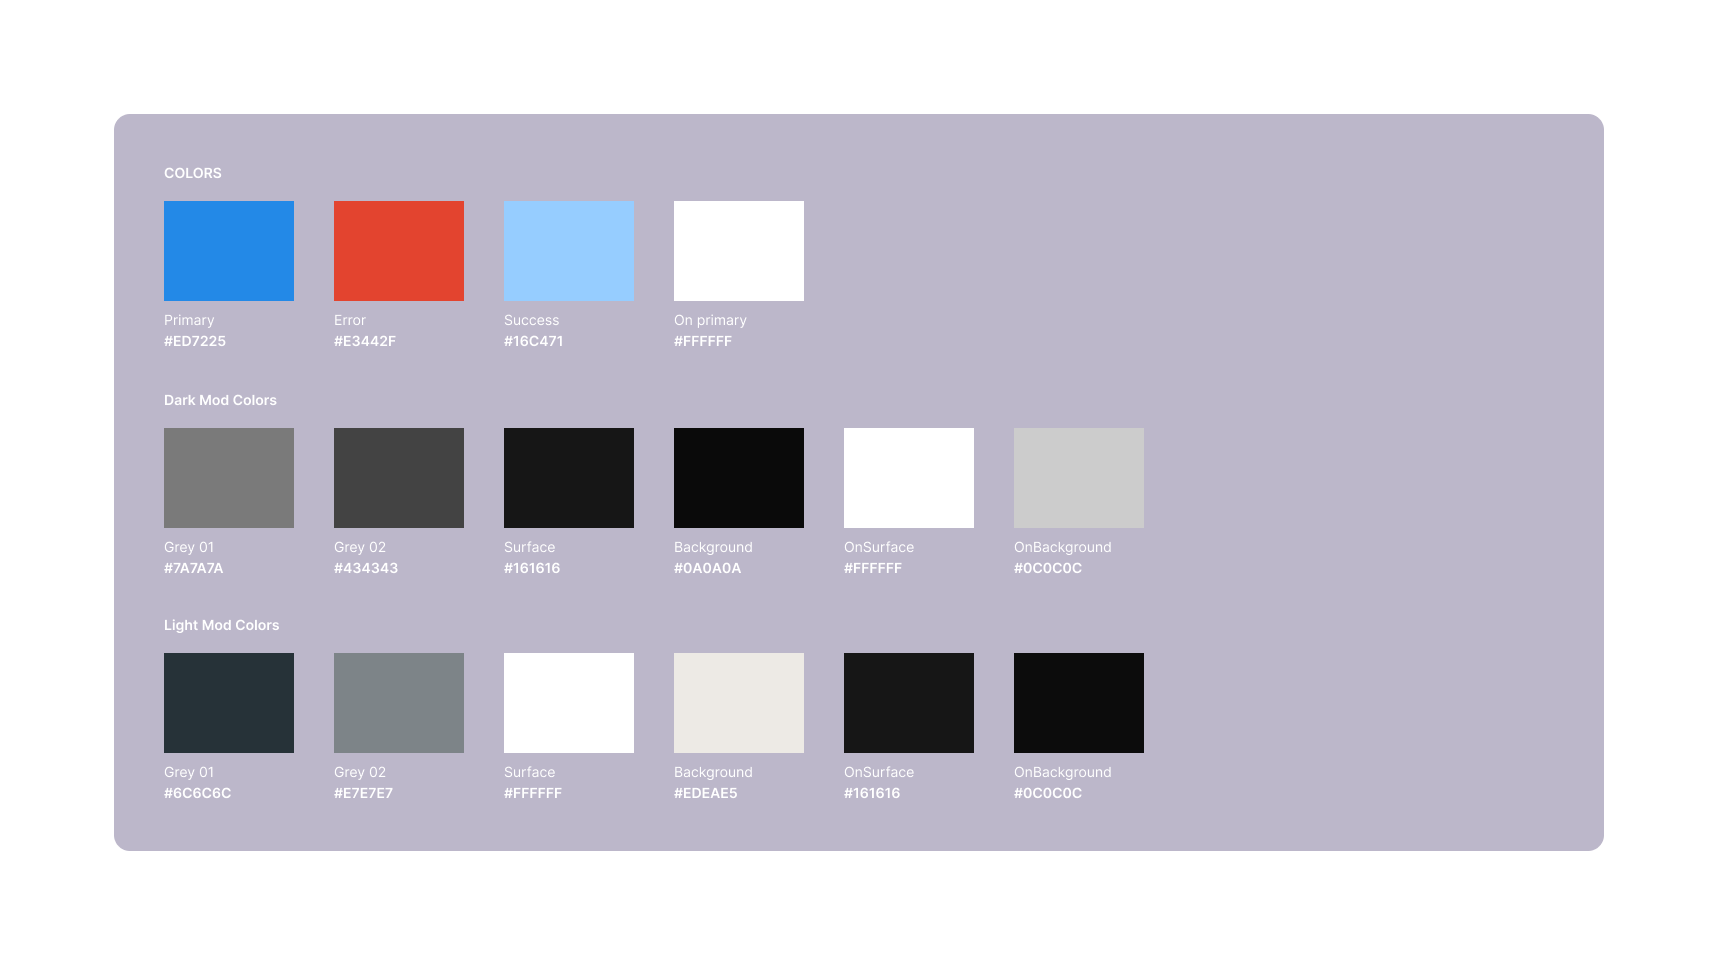 COLORS
Primary
#ED7225
Error
#E3442F
Success
#16C471
On primary
#FFFFFF
Dark Mod Colors
Grey 01
#7A7A7A
Grey 02
#434343
Surface
#161616
Background
#0A0A0A
OnSurface
#FFFFFF
OnBackground
#0C0C0C
Light Mod Colors
Grey 01
#6C6C6C
Grey 02
#E7E7E7
Surface
#FFFFFF
Background
#EDEAE5
OnSurface
#161616
OnBackground
#0C0C0C